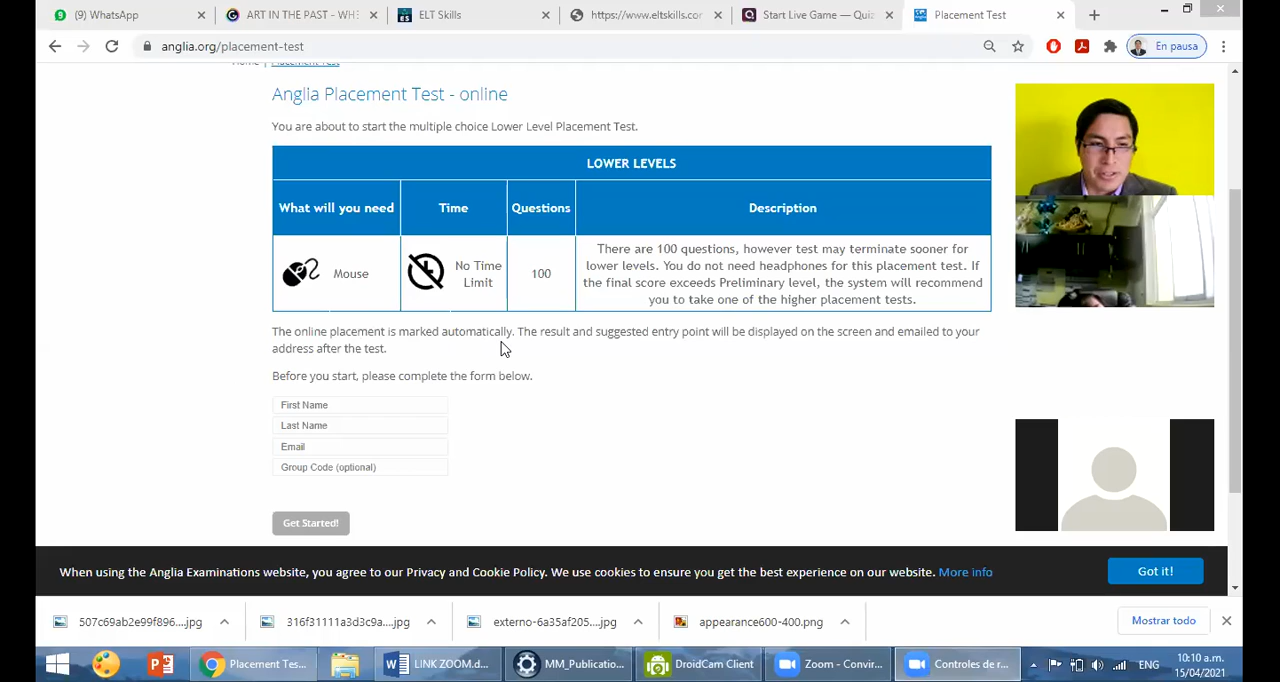 (9) WhatsApp
ART IN THE PAST - WHS
ELT Skills
https://www.eltskills.cor
Start Live Game — Quiz
Placement Test
anglia.org/placement-test
En pausa
Home | Placement Test
Anglia Placement Test - online
You are about to start the multiple choice Lower Level Placement Test.
LOWER LEVELS
What will you need
Time
Questions
Description
Mouse
No Time
Limit
100
There are 100 questions, however test may terminate sooner for
lower levels. You do not need headphones for this placement test. If
the final score exceeds Preliminary level, the system will recommend
you to take one of the higher placement tests.
The online placement is marked automatically. The result and suggested entry point will be displayed on the screen and emailed to your
address after the test.
Before you start, please complete the form below.
First Name
Last Name
Email
Group Code (optional)
Get Started!
When using the Anglia Examinations website, you agree to our Privacy and Cookie Policy. We use cookies to ensure you get the best experience on our website. More info
Got it!
507c69ab2e99f896....jpg
316f31111a3d3c9a....jpg
externo-6a35af205....jpg
appearance600-400.png
Mostrar todo
Placement Tes...
LINK ZOOM.d...
MM_Publicatio...
DroidCam Client
Zoom - Convir...
Controles de r...
ENG
10:10 a.m.
15/04/2021